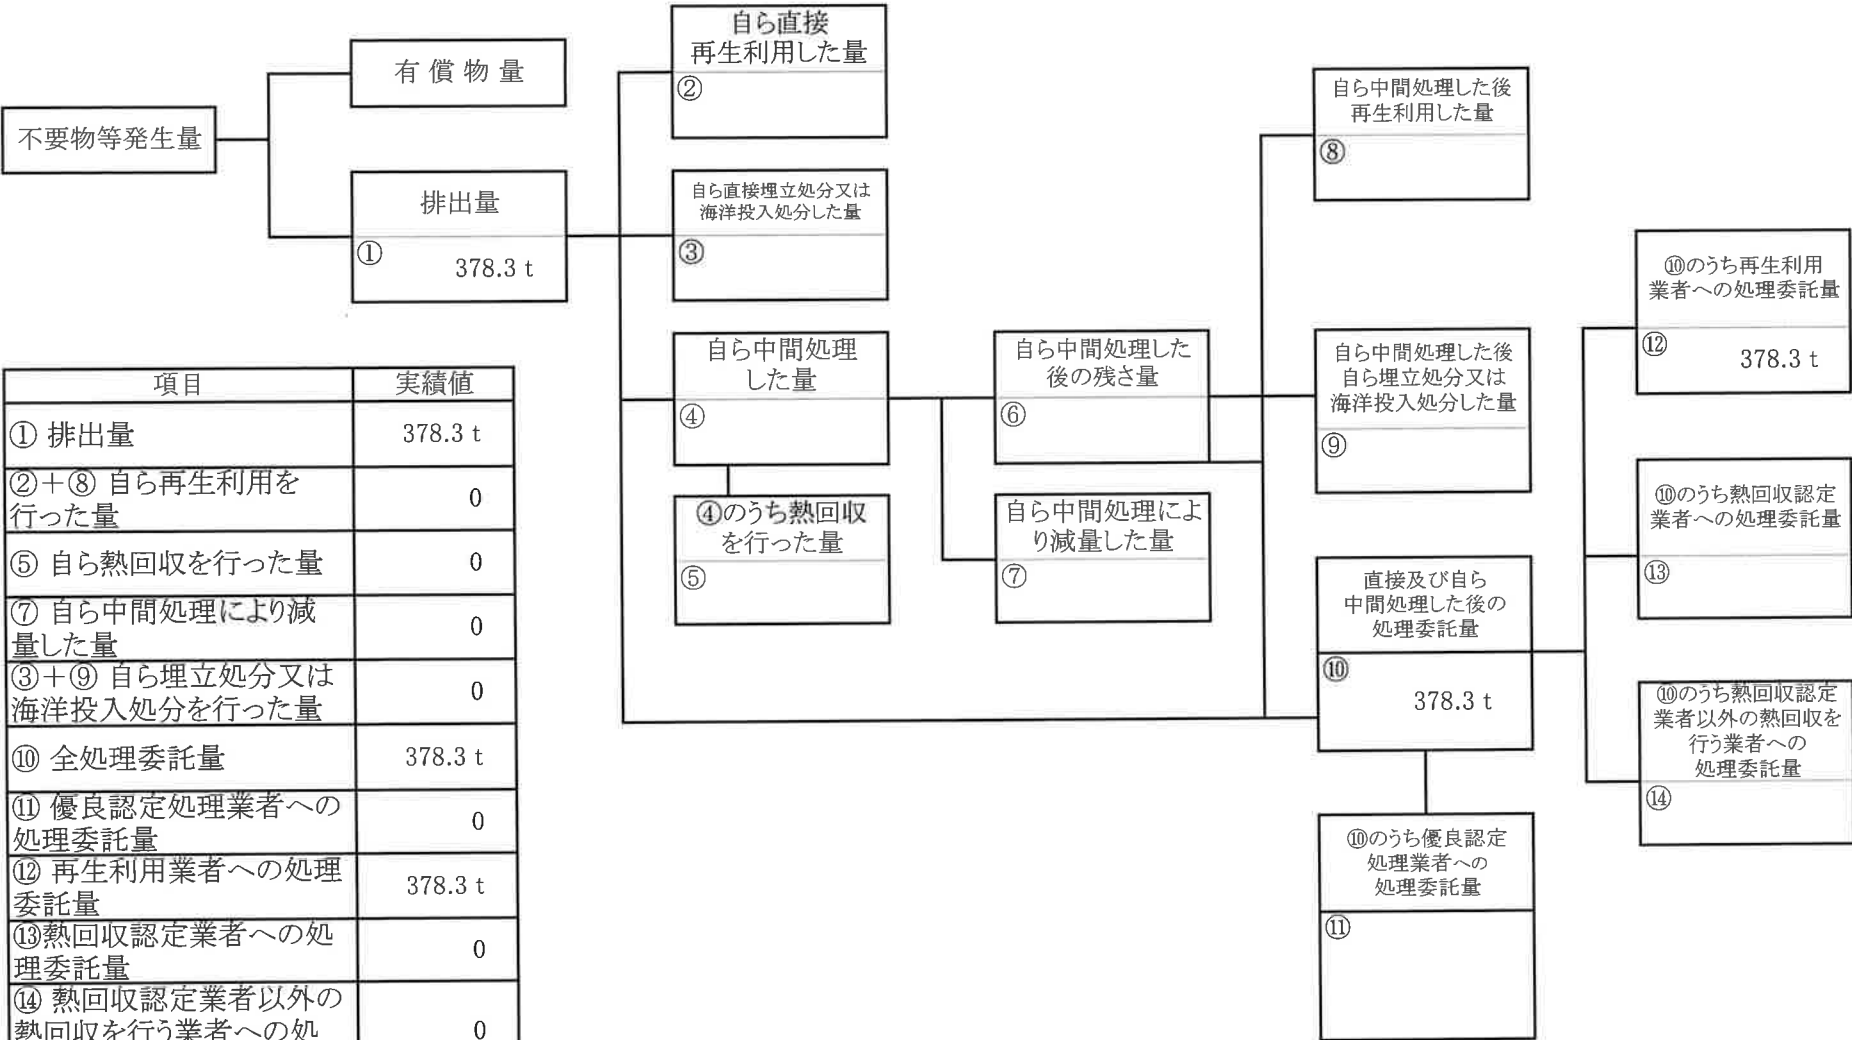 不要物等発生量
有償物量
排出量
①
378.3 t
自ら直接
再生利用した量
②
自ら直接埋立処分又は
海洋投入処分した量
③
自ら中間処理
した量
④
④のうち熱回収
を行った量
⑤
自ら中間処理した
後の残さ量
⑥
自ら中間処理によ
り減量した量
⑦
自ら中間処理した後
再生利用した量
⑧
自ら中間処理した後
自ら埋立処分又は
海洋投入処分した量
⑨
直接及び自ら
中間処理した後の
処理委託量
⑩
378.3 t
⑩のうち優良認定
処理業者への
処理委託量
⑪
⑩のうち再生利用
業者への処理委託量
⑫
378.3 t
⑩のうち熱回収認定
業者への処理委託量
⑬
⑩のうち熱回収認定
業者以外の熱回収を
行う業者への
処理委託量
⑭
項目 実績値
① 排出量 378.3 t
②+⑧ 自ら再生利用を
行った量 0
⑤ 自ら熱回収を行った量 0
⑦ 自ら中間処理により減
量した量 0
③+⑨ 自ら埋立処分又は
海洋投入処分を行った量 0
⑩ 全処理委託量 378.3 t
⑪ 優良認定処理業者への
処理委託量 0
⑫ 再生利用業者への処理
委託量 378.3 t
⑬熱回収認定業者への処
理委託量 0
⑭ 熱回収認定業者以外の
熱回収を行う業者への処 0